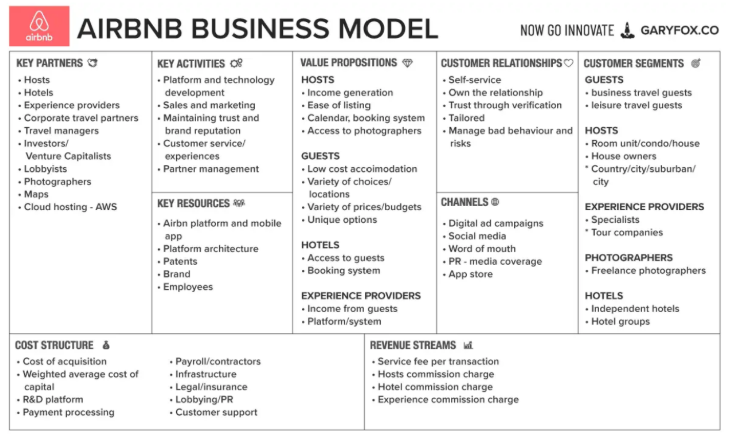 airbnb
AIRBNB BUSINESS MODEL
NOW GO INNOVATE
GARYFOX.CO
KEY PARTNERS
• Hosts
• Hotels
• Experience providers
• Corporate travel partners
• Travel managers
• Investors/
Venture Capitalists
• Lobbyists
• Photographers
• Maps
• Cloud hosting - AWS
KEY ACTIVITIES
• Platform and technology
development
• Sales and marketing
• Maintaining trust and
brand reputation
• Customer service/
experiences
• Partner management
KEY RESOURCES
• Airbn platform and mobile
app
• Platform architecture
• Patents
• Brand
• Employees
VALUE PROPOSITIONS
HOSTS
• Income generation
• Ease of listing
• Calendar, booking system
• Access to photographers
GUESTS
• Low cost accoimodation
• Variety of choices/
locations
• Variety of prices/budgets
• Unique options
HOTELS
• Access to guests
• Booking system
EXPERIENCE PROVIDERS
• Income from guests
• Platform/system
CUSTOMER RELATIONSHIPS
• Self-service
• Own the relationship
• Trust through verification
• Tailored
• Manage bad behaviour and
risks
CHANNELS
• Digital ad campaigns
• Social media
• Word of mouth
• PR - media coverage
• App store
CUSTOMER SEGMENTS
GUESTS
• business travel guests
• leisure travel guests
HOSTS
• Room unit/condo/house
• House owners
* Country/city/suburban/
city
EXPERIENCE PROVIDERS
• Specialists
* Tour companies
PHOTOGRAPHERS
• Freelance photographers
HOTELS
• Independent hotels
• Hotel groups
COST STRUCTURE
• Cost of acquisition
• Weighted average cost of
capital
• R&D platform
• Payment processing
• Payroll/contractors
• Infrastructure
• Legal/insurance
• Lobbying/PR
• Customer support
REVENUE STREAMS
• Service fee per transaction
• Hosts commission charge
• Hotel commission charge
• Experience commission charge